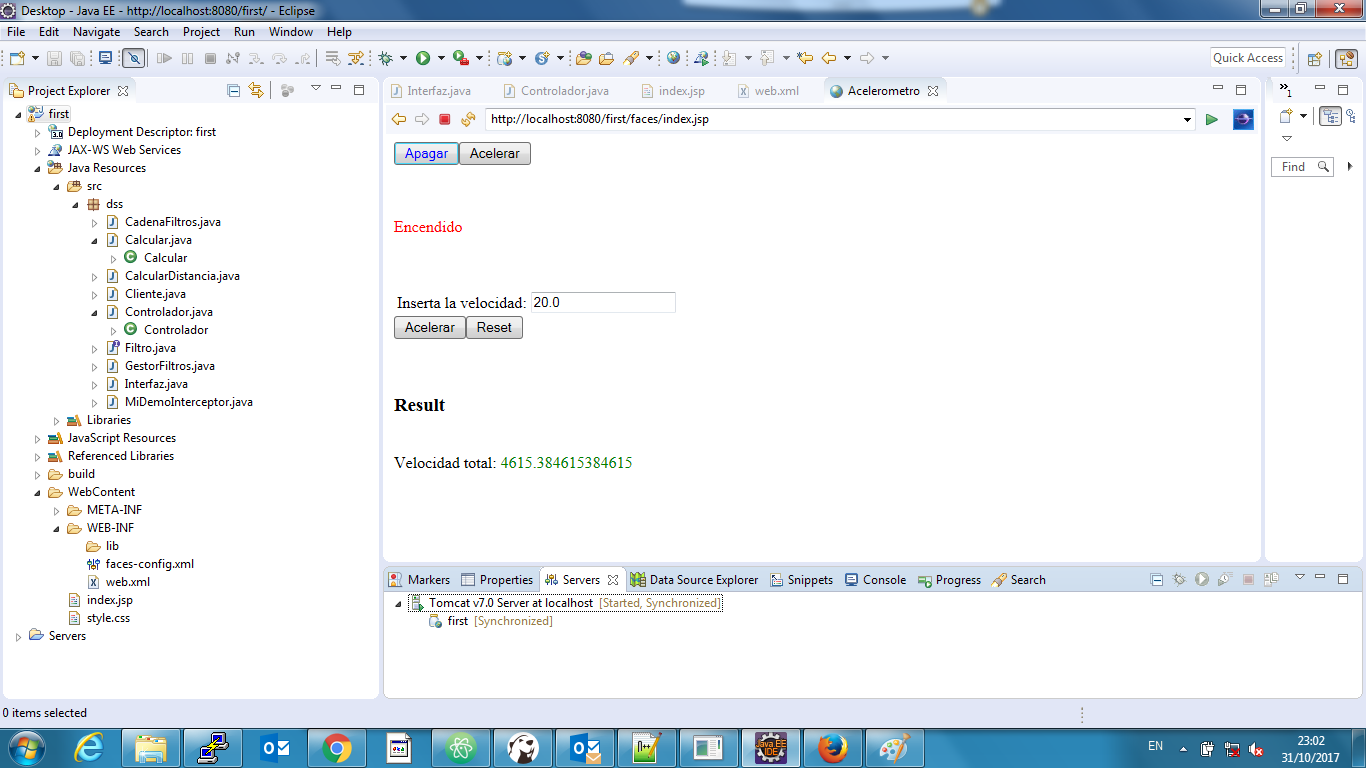 Desktop - Java EE - http://localhost:8080/first/ - Eclipse
File Edit Navigate Search Project Run Window Help
Quick Access
Project Explorer
first
Deployment Descriptor: first
JAX-WS Web Services
Java Resources
src
dss
CadenaFiltros.java
Calcular.java
Calcular
CalcularDistancia.java
Cliente.java
Controlador.java
Controlador
Filtro.java
GestorFiltros.java
Interfaz.java
MiDemoInterceptor.java
Libraries
JavaScript Resources
Referenced Libraries
build
WebContent
META-INF
WEB-INF
lib
faces-config.xml
web.xml
index.jsp
style.css
Servers
Interfaz.java Controlador.java index.jsp web.xml Acelerometro
http://localhost:8080/first/faces/index.jsp
Apagar Acelerar
Encendido
Inserta la velocidad: 20.0
Acelerar Reset
Result
Velocidad total: 4615.384615384615
»1
Find
Markers Properties Servers Data Source Explorer Snippets Console Progress Search
Tomcat v7.0 Server at localhost [Started, Synchronized]
first [Synchronized]
0 items selected
Java EE
IDE
EN
23:02
31/10/2017